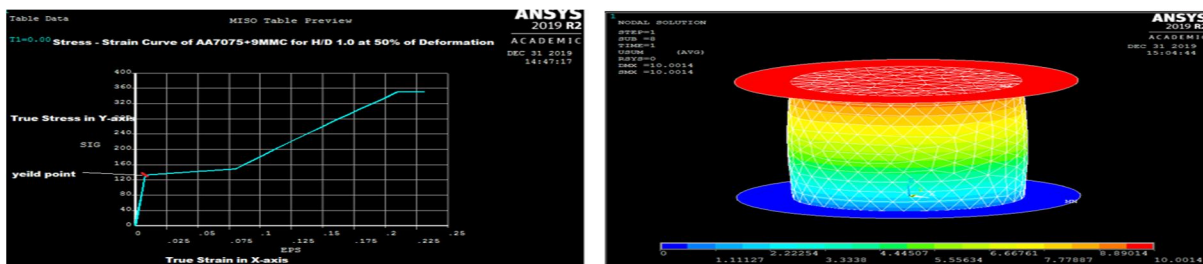 Table Data
MISO Table Preview
ANSYS
2019 R2
ACADEMIC
T1=0.00
Stress - Strain Curve of AA7075+9MMC for H/D 1.0 at 50% of Deformation
DEC 31 2019
14:47:17
400
360
320
280
True Stress in Y-axis
240
SIG
200
160
yeild point
120
80
40
0
0 .05 .1 .15 .2 .25
.025 .075 .125 .175 .225
EPS
True Strain in X-axis
1
NODAL SOLUTION
STEP=1
SUB =8
TIME=1
USUM (AVG)
RSYS=0
DMX =10.0014
SMX =10.0014
ANSYS
2019 R2
ACADEMIC
DEC 31 2019
15:04:44
MX
MN
0 2.22254 4.44507 6.66761 8.89014
1.11127 3.3338 5.55634 7.77887 10.0014